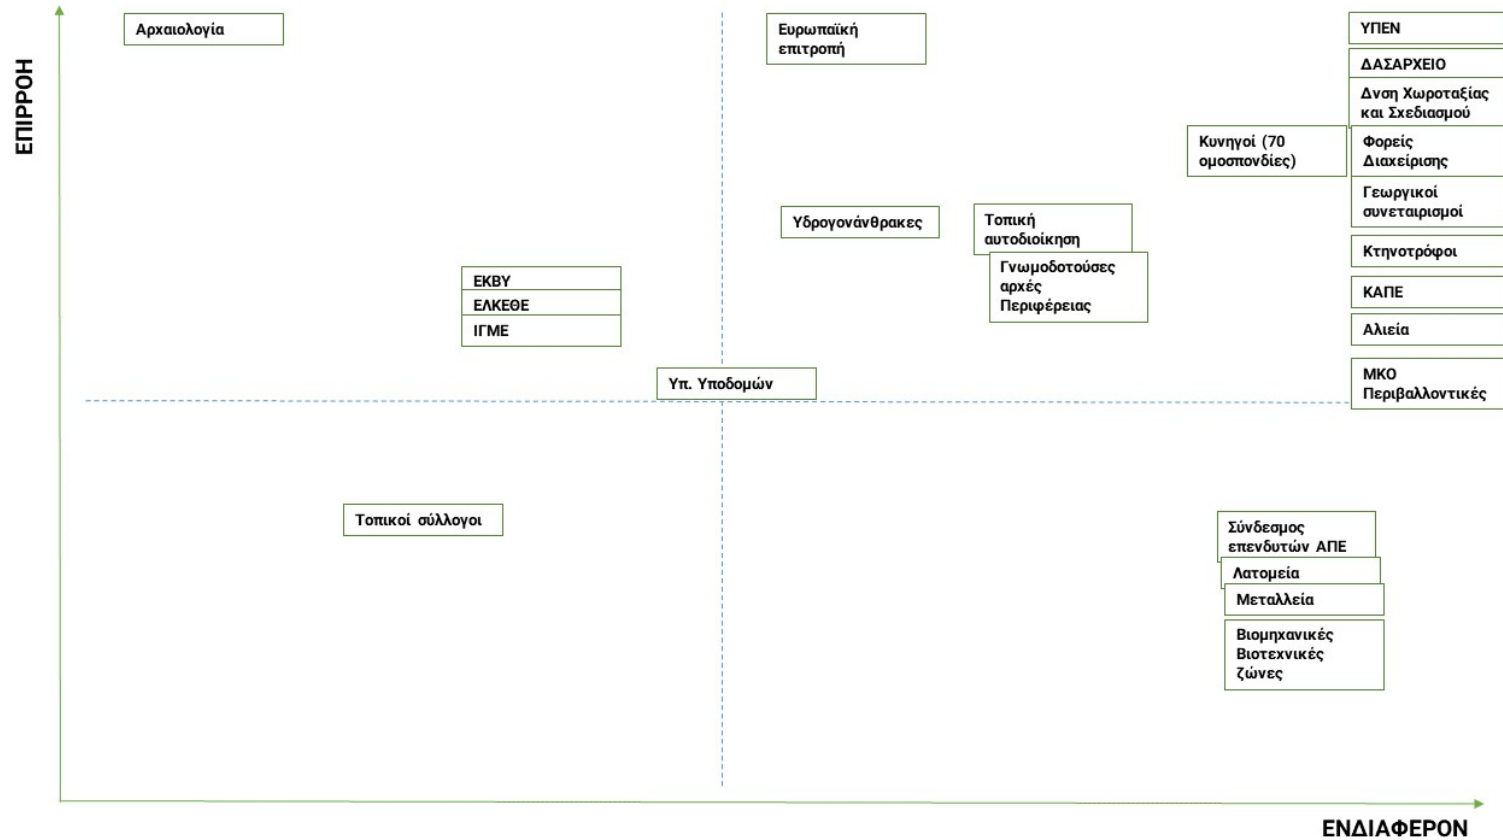 ΕΠΙΡΡΟΗ
Αρχαιολογία
Ευρωπαϊκή
επιτροπή
ΥΠΕΝ
ΔΑΣΑΡΧΕΙΟ
Δνση Χωροταξίας
και Σχεδιασμού
Κυνηγοί (70
ομοσπονδίες)
Φορείς
Διαχείρισης
Γεωργικοί
συνεταιρισμοί
Υδρογονάνθρακες
Τοπική
αυτοδιοίκηση
Γνωμοδοτούσες
αρχές
Περιφέρειας
Κτηνοτρόφοι
ΕΚΒΥ
ΕΛΚΕΘΕ
ΙΓΜΕ
ΚΑΠΕ
Αλιεία
Υπ. Υποδομών
ΜΚΟ
Περιβαλλοντικές
Τοπικοί σύλλογοι
Σύνδεσμος
επενδυτών ΑΠΕ
Λατομεία
Μεταλλεία
Βιομηχανικές
Βιοτεχνικές
ζώνες
ΕΝΔΙΑΦΕΡΟΝ